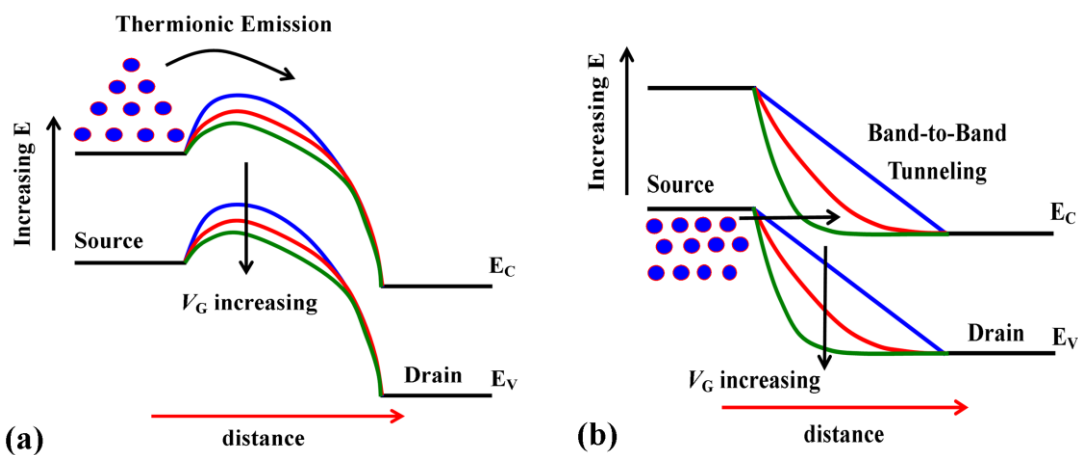 Thermionic Emission
Increasing E
Source
V_G increasing
E_C
Drain
E_V
distance
(a)
Increasing E
Source
Band-to-Band
Tunneling
E_C
Drain
E_V
V_G increasing
distance
(b)